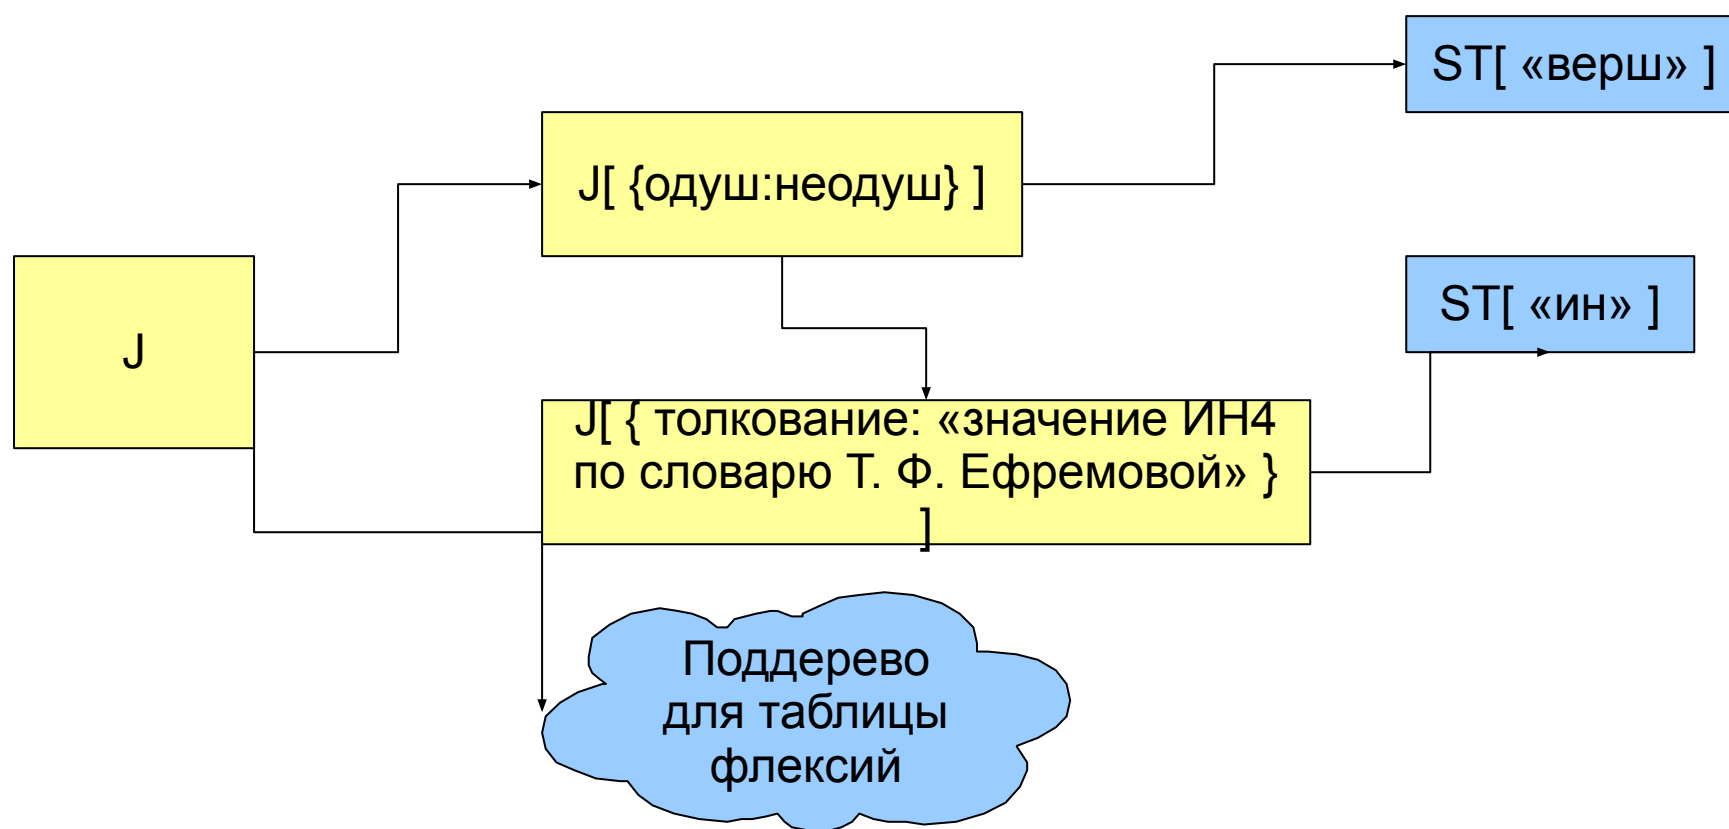 ST[ «верш» ]
J[ {одуш:неодуш} ]
J
ST[ «ин» ]
J[ { толкование: «значение ИН4
по словарю Т. Ф. Ефремовой» }
]
Поддерево
для таблицы
флексий